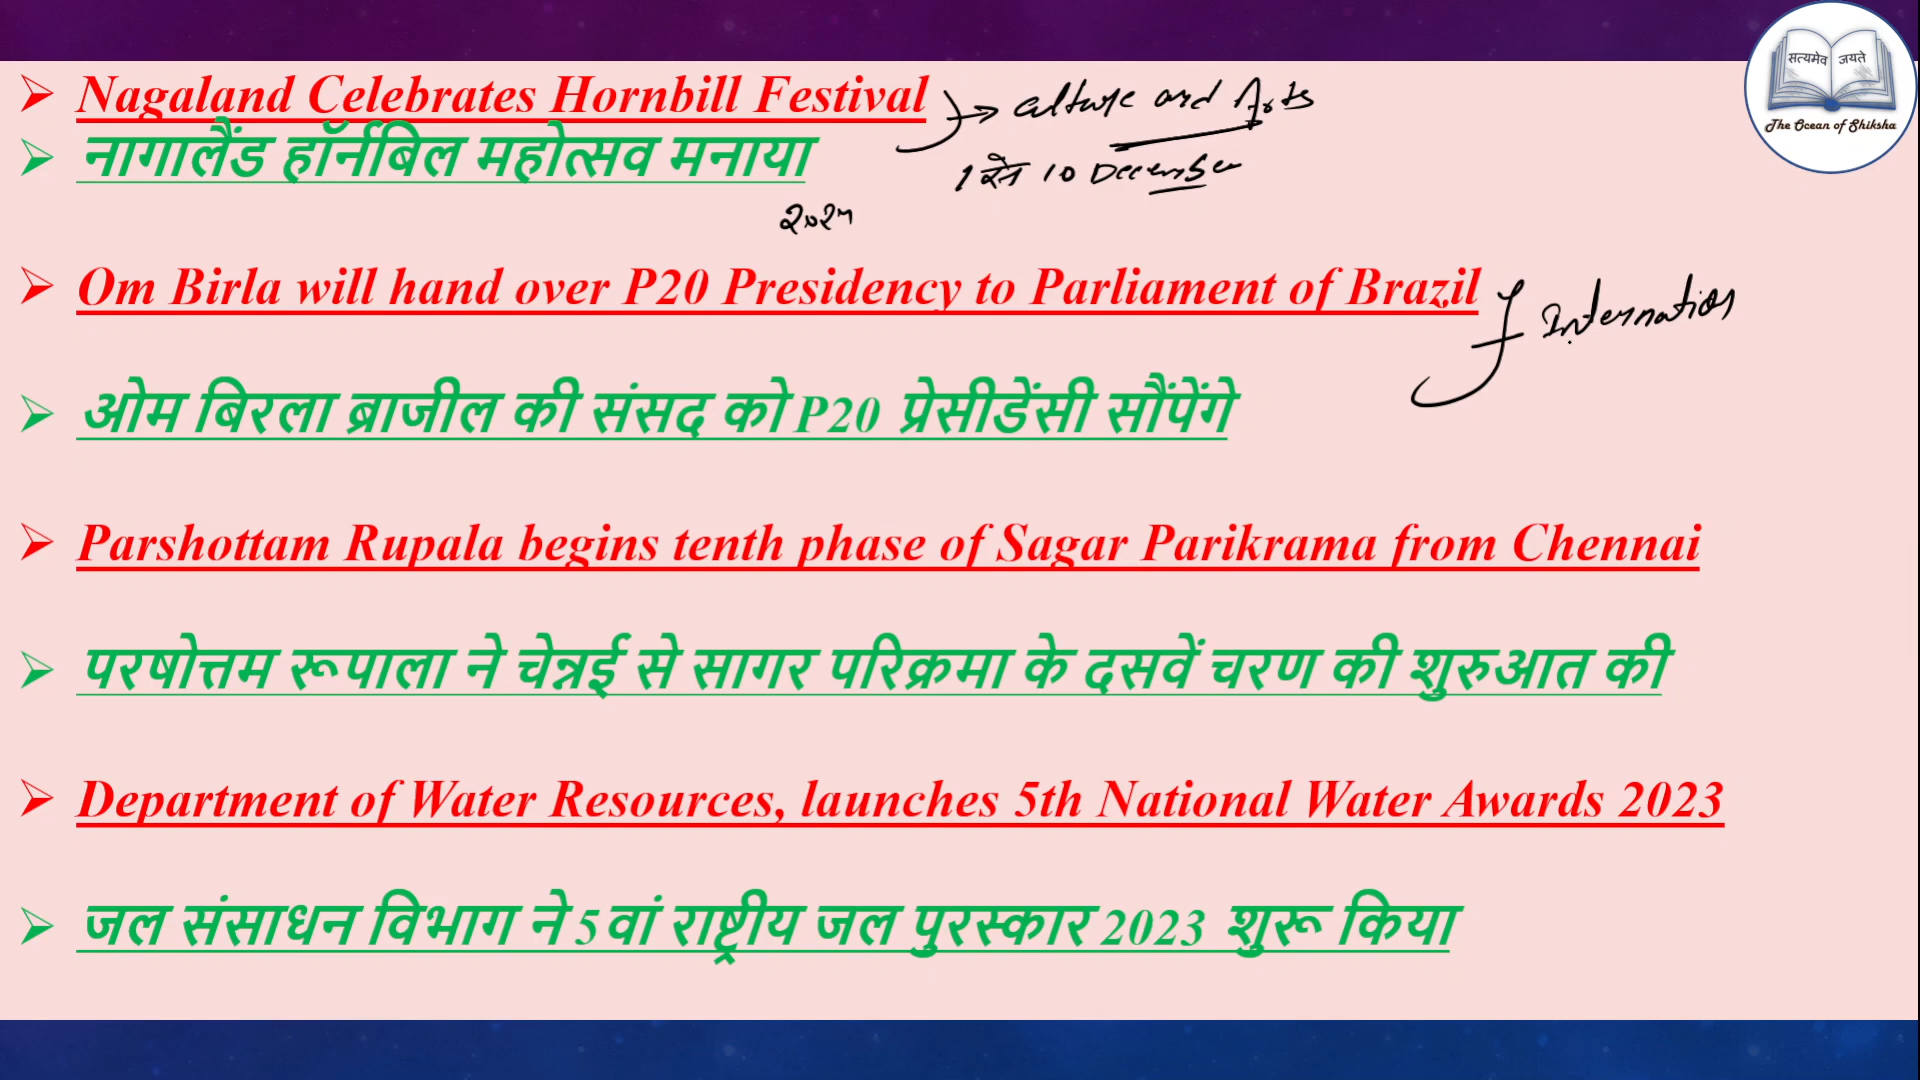 Nagaland Celebrates Hornbill Festival
culture and Arts
सत्यमेव जयते
The Ocean of Shiksha
नागालैंड हॉर्नबिल महोत्सव मनाया
1 से 10 December
Om Birla will hand over P20 Presidency to Parliament of Brazil
Internation
ओम बिरला ब्राजील की संसद को P20 प्रेसीडेंसी सौंपेंगे
Parshottam Rupala begins tenth phase of Sagar Parikrama from Chennai
परषोत्तम रूपाला ने चेन्नई से सागर परिक्रमा के दसवें चरण की शुरुआत की
Department of Water Resources, launches 5th National Water Awards 2023
जल संसाधन विभाग ने 5वां राष्ट्रीय जल पुरस्कार 2023 शुरू किया